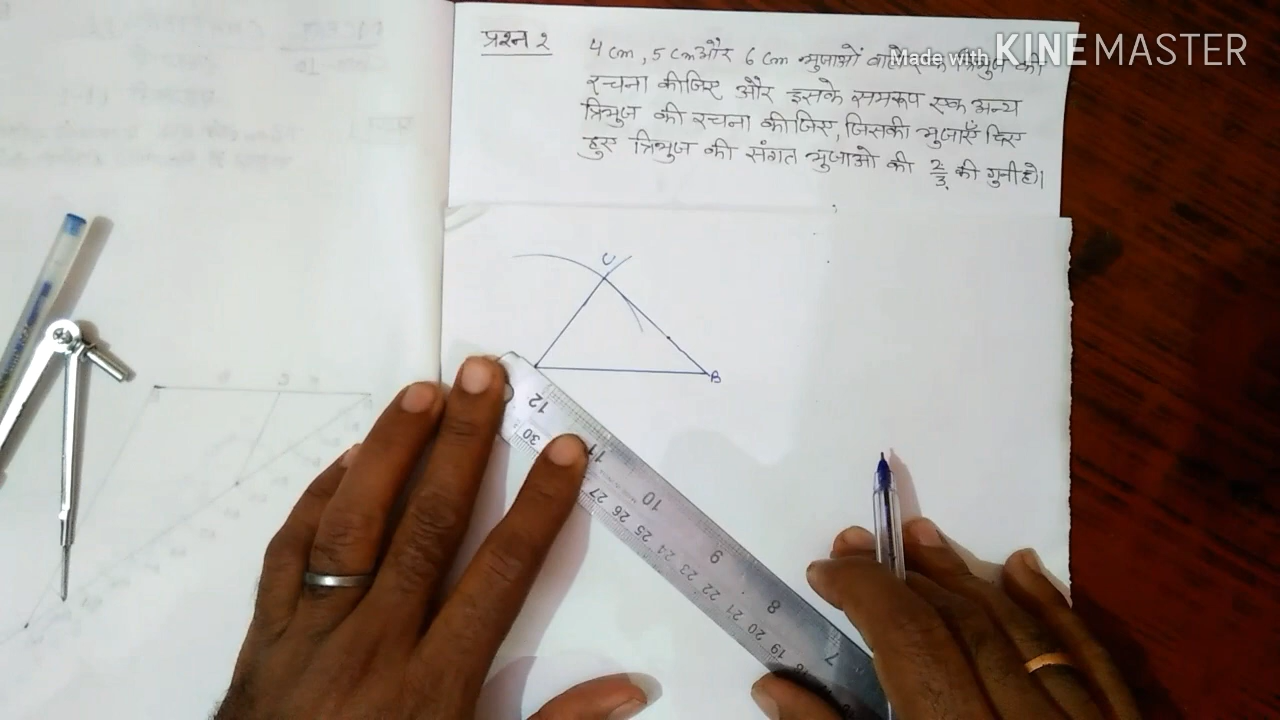 प्रश्न २ 4 cm, 5 cm और 6 cm भुजाओं वाले त्रिभुज की
रचना कीजिए और इसके समरूप एक अन्य
त्रिभुज की रचना कीजिए, जिसकी भुजाएँ दिए
हुए त्रिभुज की संगत भुजाओ की 2/3 की गुनी हो।
Made with KINEMASTER
C
B
12
11
10
9
8
7
30
27
26
25
24
23
22
21
20
19
18